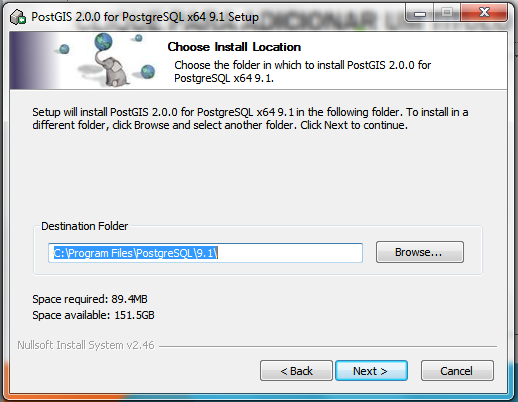 PostGIS 2.0.0 for PostgreSQL x64 9.1 Setup
Choose Install Location
Choose the folder in which to install PostGIS 2.0.0 for
PostgreSQL x64 9.1.
Setup will install PostGIS 2.0.0 for PostgreSQL x64 9.1 in the following folder. To install in a
different folder, click Browse and select another folder. Click Next to continue.
Destination Folder
C:\Program Files\PostgreSQL\9.1\
Browse...
Space required: 89.4MB
Space available: 151.5GB
Nullsoft Install System v2.46
< Back
Next >
Cancel